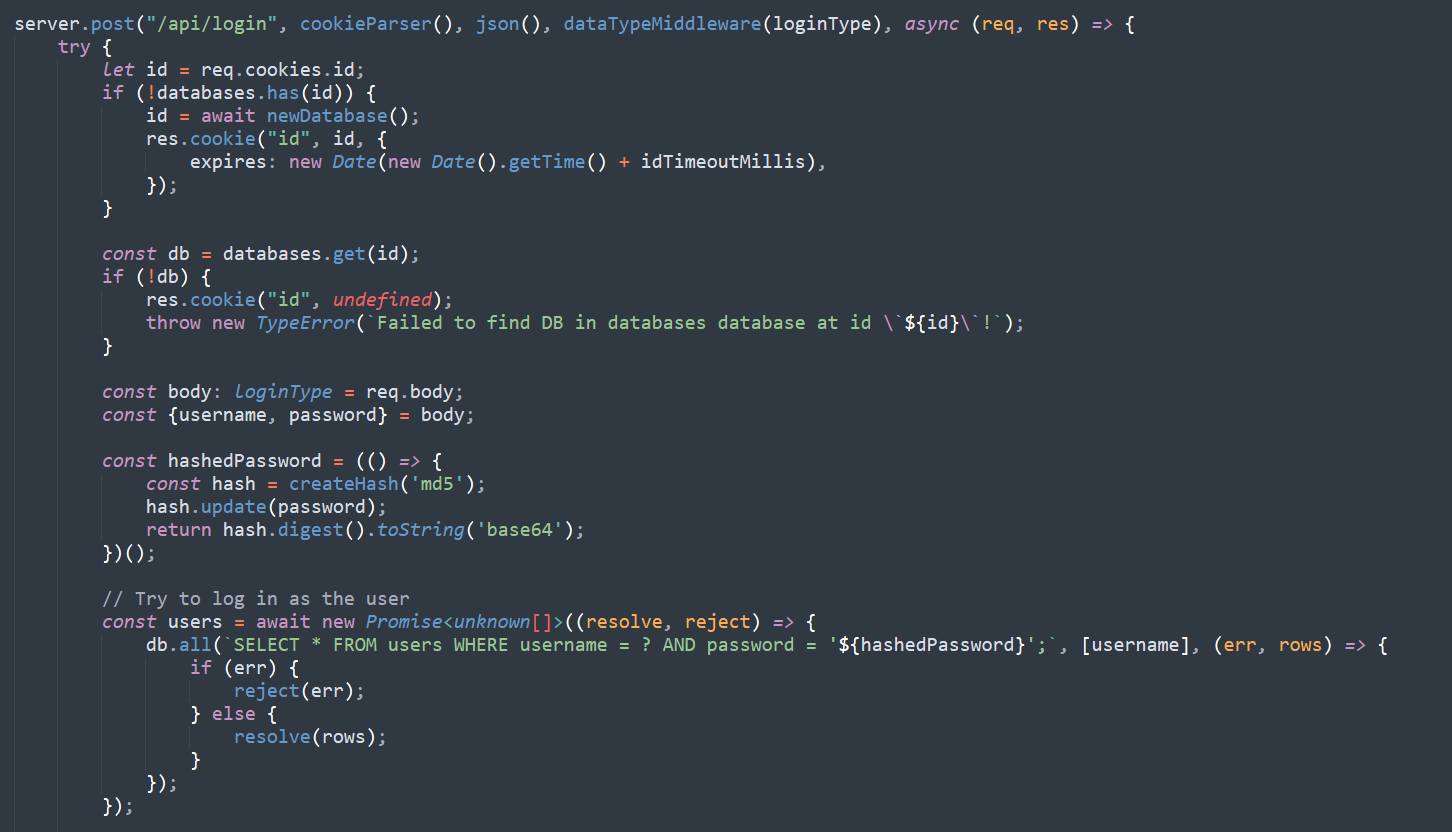 server.post("/api/login", cookieParser(), json(), dataTypeMiddleware(loginType), async (req, res) => {
    try {
        let id = req.cookies.id;
        if (!databases.has(id)) {
            id = await newDatabase();
            res.cookie("id", id, {
                expires: new Date(new Date().getTime() + idTimeoutMillis),
            });
        }

        const db = databases.get(id);
        if (!db) {
            res.cookie("id", undefined);
            throw new TypeError(`Failed to find DB in databases database at id \`${id}\`!`);
        }

        const body: loginType = req.body;
        const {username, password} = body;

        const hashedPassword = (() => {
            const hash = createHash('md5');
            hash.update(password);
            return hash.digest().toString('base64');
        })();

        // Try to log in as the user
        const users = await new Promise<unknown[]>((resolve, reject) => {
            db.all(`SELECT * FROM users WHERE username = ? AND password = '${hashedPassword}';`, [username], (err, rows) => {
                if (err) {
                    reject(err);
                } else {
                    resolve(rows);
                }
            });
        });